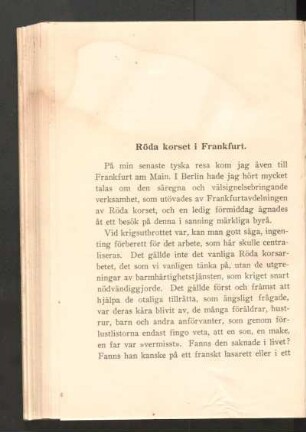 Röda korset i Frankfurt.
På min senaste tyska resa kom jag även till
Frankfurt am Main. I Berlin hade jag hört mycket
talas om den säregna och välsignelsebringande
verksamhet, som utövades av Frankfurtavdelningen
av Röda korset, och en ledig förmiddag ägnades
åt ett besök på denna i sanning märkliga byrå.
Vid krigsutbrottet var, kan man gott säga, ingen-
ting förberett för det arbete, som här skulle centra-
liseras. Det gällde inte det vanliga Röda korsar-
betet, det som vi vanligen tänka på, utan de utgre-
ningar av barmhärtighetstjänsten, som kriget snart
nödvändiggjorde. Det gällde först och främst att
hjälpa de otaliga tillrätta, som ängsligt frågade,
var deras kära blivit av, de många föräldrar, hust-
rur, barn och andra anförvanter, som genom för-
lustlistorna endast fingo veta, att en son, en make,
en far var »vermisst». Fanns den saknade i livet?
Fanns han kanske på ett franskt lasarett eller i ett